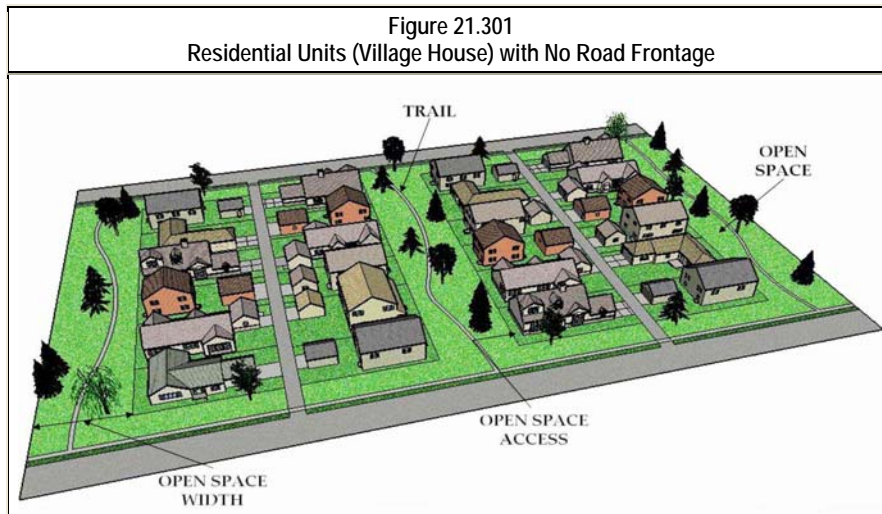 Figure 21.301
Residential Units (Village House) with No Road Frontage
TRAIL
OPEN
SPACE
OPEN SPACE
ACCESS
OPEN SPACE
WIDTH